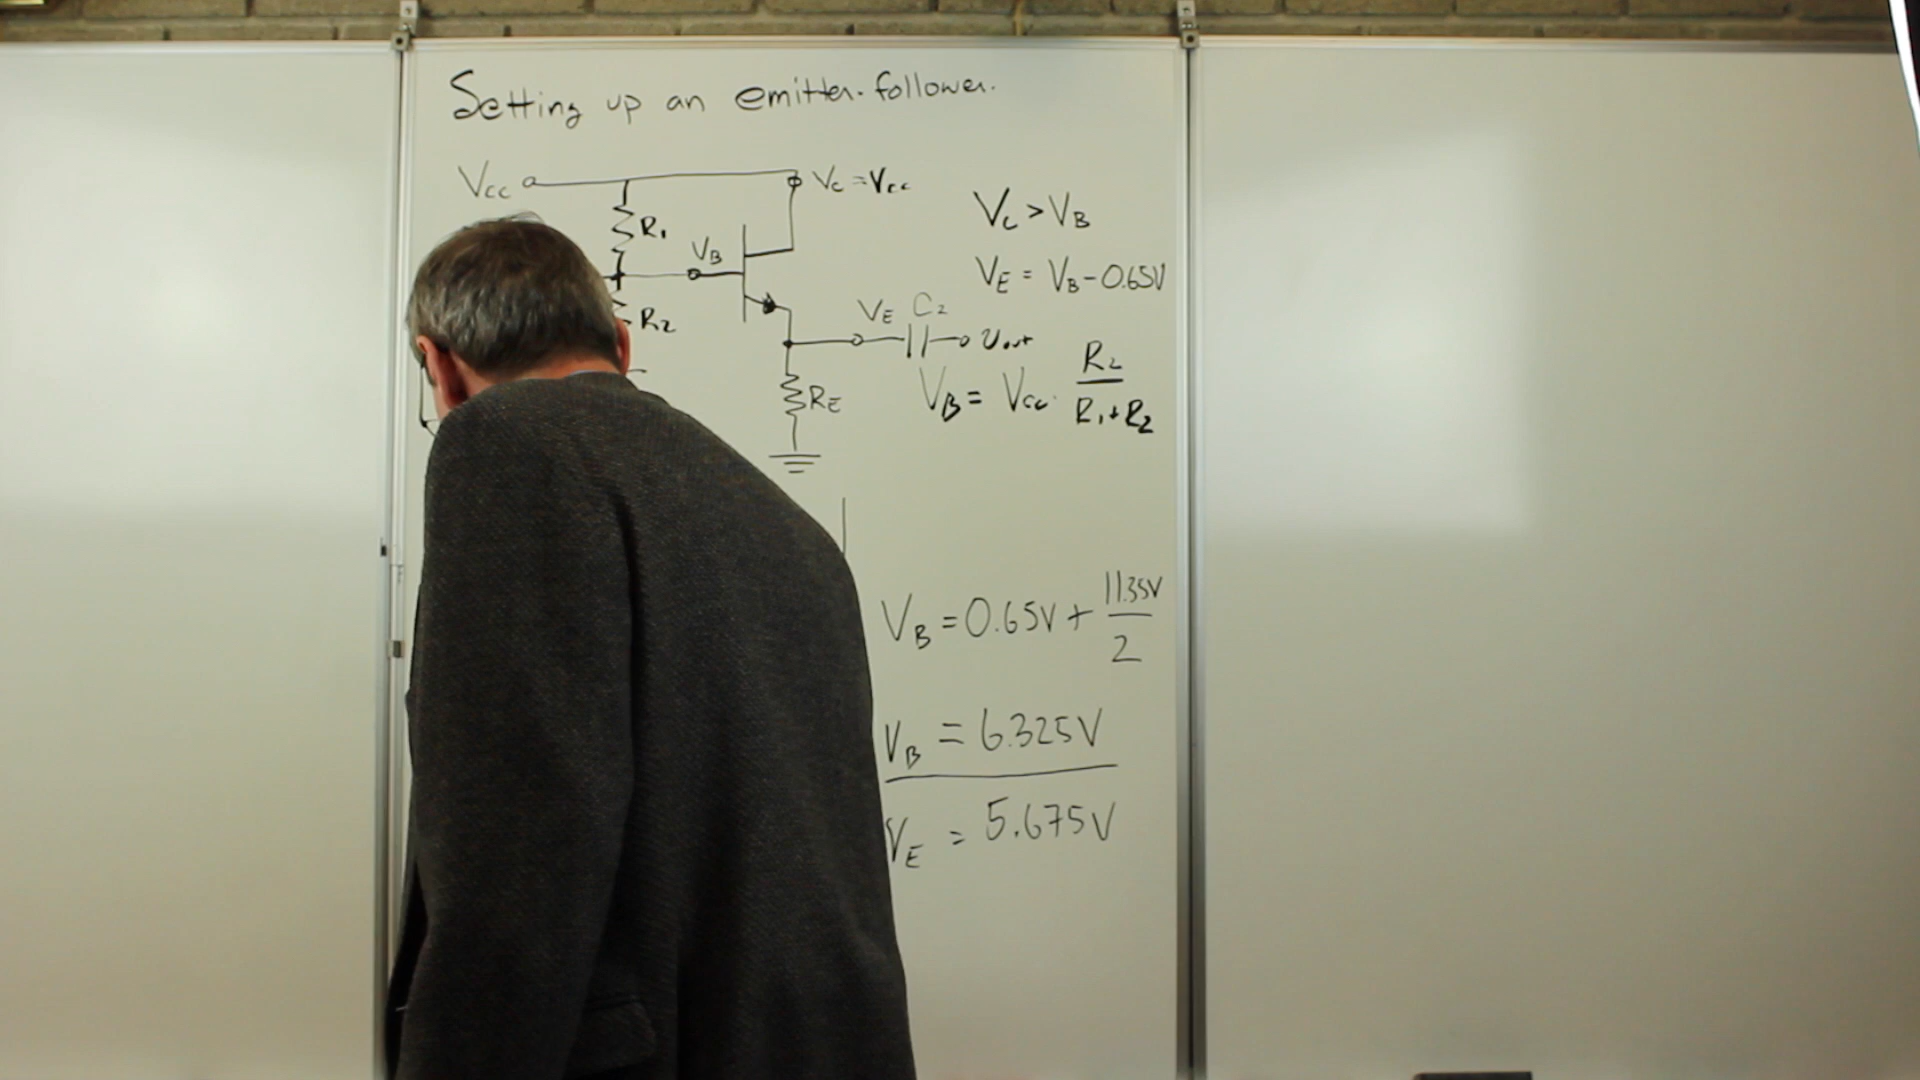 Setting up an emitter-follower.
Vcc
Vc = Vcc
R1
VB
R2
VE
C2
Vout
RE
Vc > VB
VE = VB - 0.65V
VB = Vcc · R2 / R1 + R2
VB = 0.65V + 11.35V / 2
VB = 6.325V
VE = 5.675V